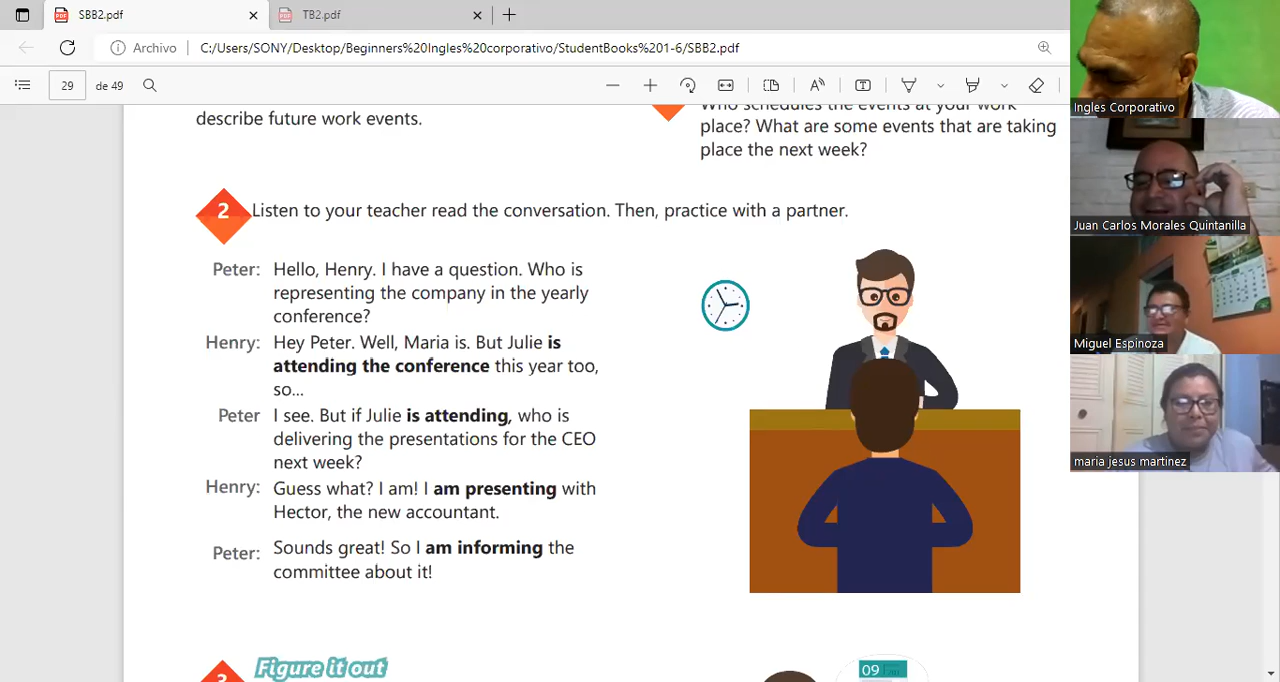 SBB2.pdf
TB2.pdf
Archivo
C:/Users/SONY/Desktop/Beginners%20Ingles%20corporativo/StudentBooks%201-6/SBB2.pdf
29
de 49
describe future work events.
Who schedules the events at your work
place? What are some events that are taking
place the next week?
2
Listen to your teacher read the conversation. Then, practice with a partner.
Peter: Hello, Henry. I have a question. Who is
representing the company in the yearly
conference?
Henry: Hey Peter. Well, Maria is. But Julie is
attending the conference this year too,
so...
Peter I see. But if Julie is attending, who is
delivering the presentations for the CEO
next week?
Henry: Guess what? I am! I am presenting with
Hector, the new accountant.
Peter: Sounds great! So I am informing the
committee about it!
3
Figure it out
09
Ingles Corporativo
Juan Carlos Morales Quintanilla
Miguel Espinoza
maria jesus martinez